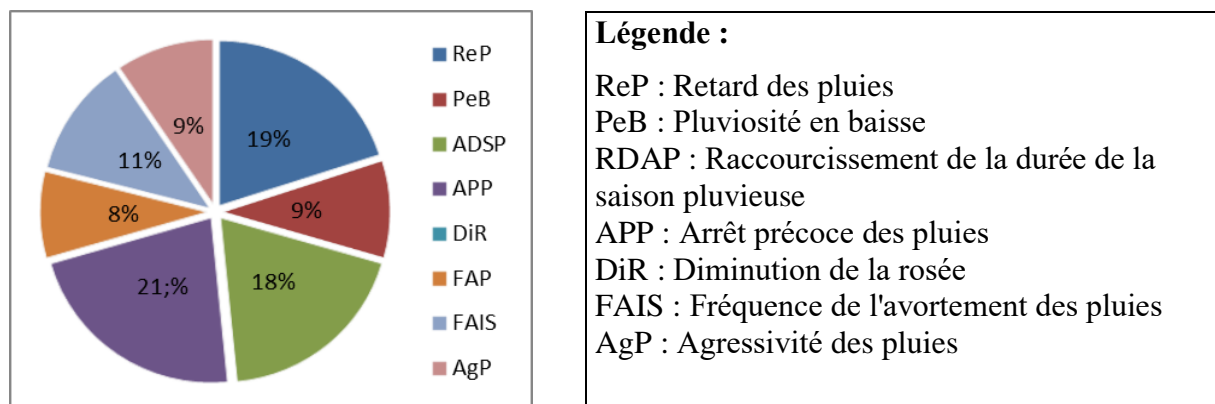 19%
9%
18%
21;%
8%
11%
9%
ReP
PeB
ADSP
APP
DiR
FAP
FAIS
AgP
Légende :
ReP : Retard des pluies
PeB : Pluviosité en baisse
RDAP : Raccourcissement de la durée de la
saison pluvieuse
APP : Arrêt précoce des pluies
DiR : Diminution de la rosée
FAIS : Fréquence de l'avortement des pluies
AgP : Agressivité des pluies